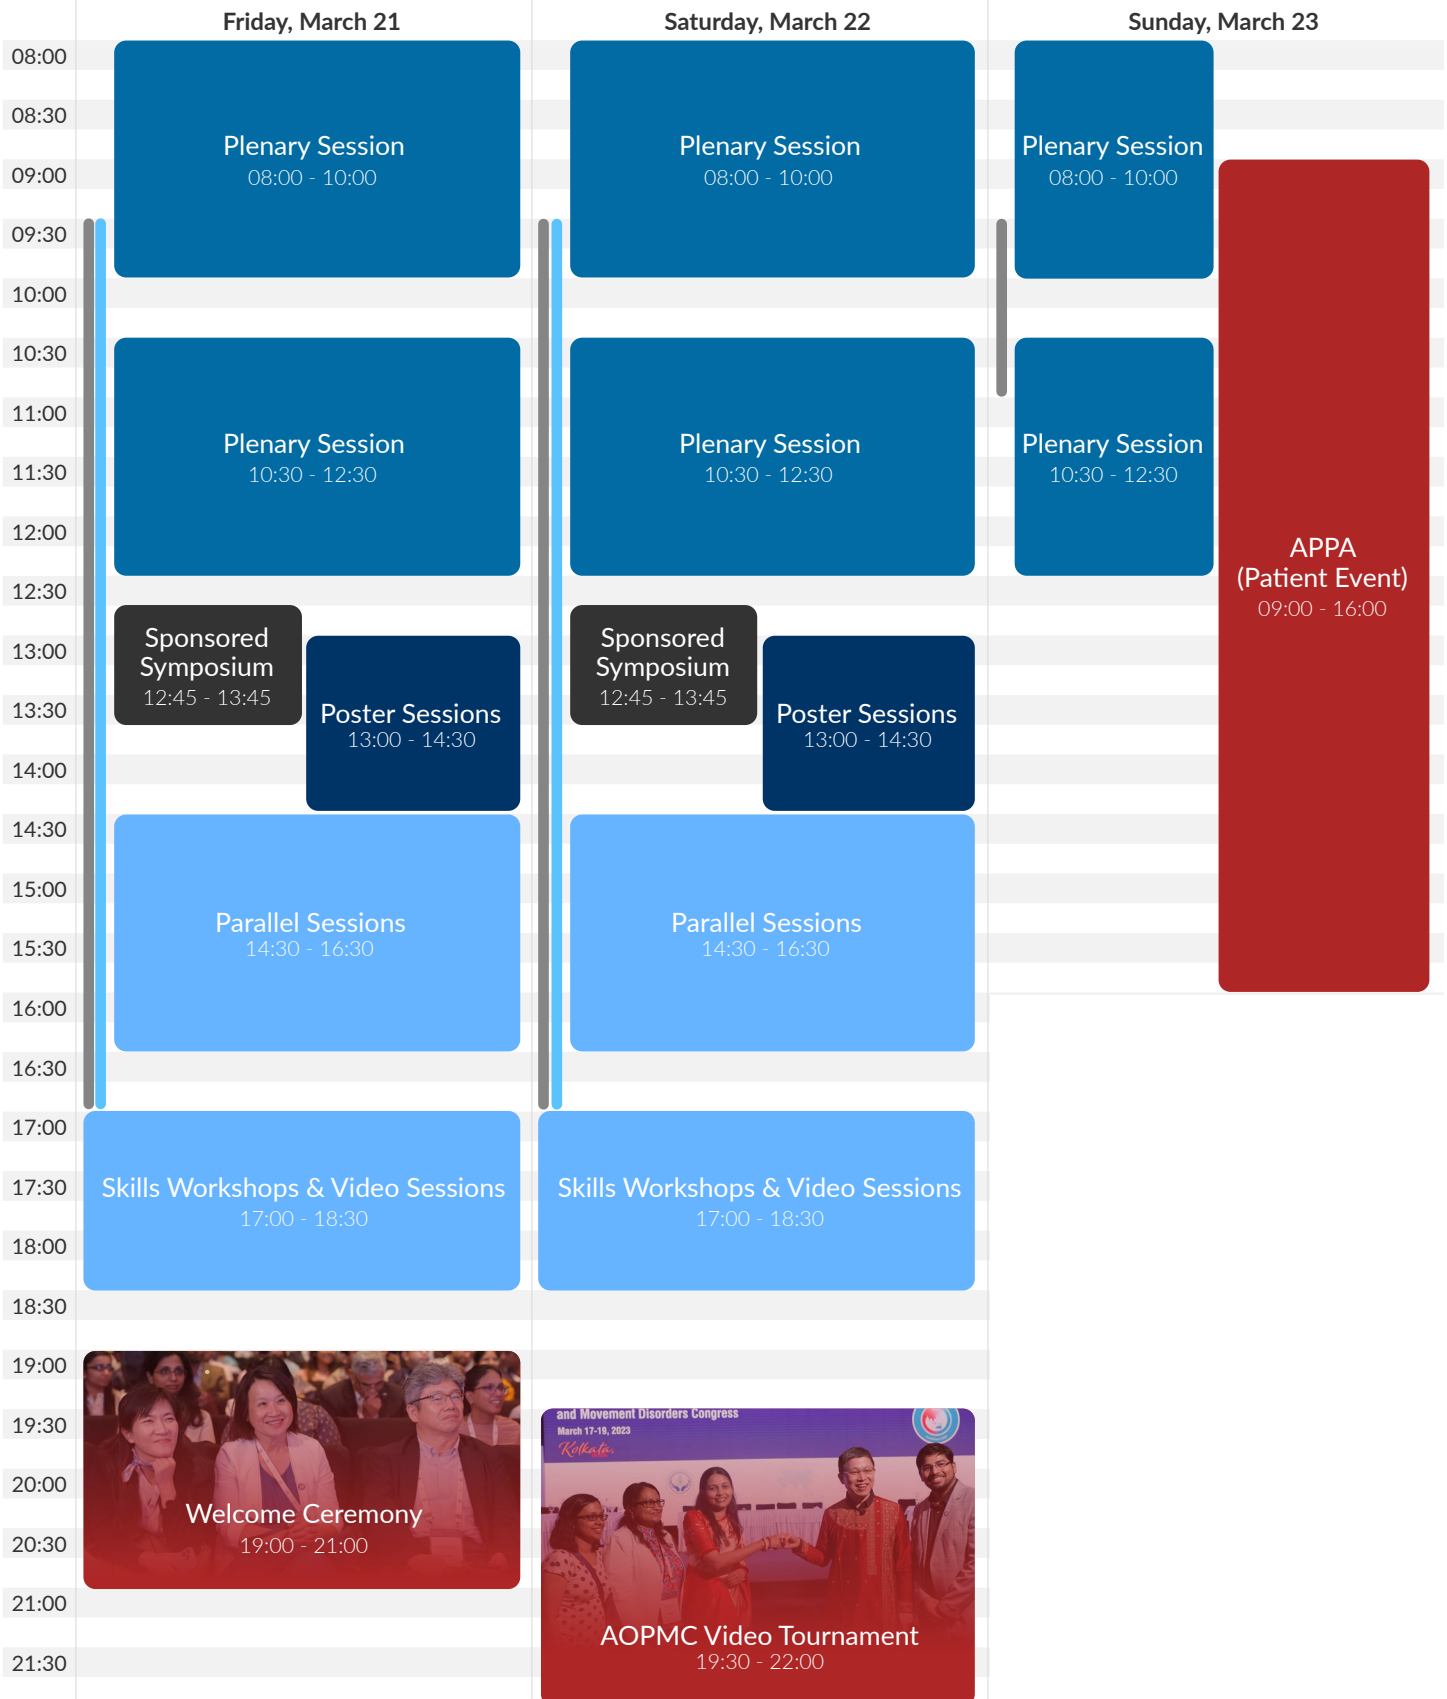 Friday, March 21
Saturday, March 22
Sunday, March 23
08:00
08:30
09:00
09:30
10:00
10:30
11:00
11:30
12:00
12:30
13:00
13:30
14:00
14:30
15:00
15:30
16:00
16:30
17:00
17:30
18:00
18:30
19:00
19:30
20:00
20:30
21:00
21:30
Plenary Session
08:00 - 10:00
Plenary Session
10:30 - 12:30
Sponsored
Symposium
12:45 - 13:45
Poster Sessions
13:00 - 14:30
Parallel Sessions
14:30 - 16:30
Skills Workshops & Video Sessions
17:00 - 18:30
Welcome Ceremony
19:00 - 21:00
Plenary Session
08:00 - 10:00
Plenary Session
10:30 - 12:30
Sponsored
Symposium
12:45 - 13:45
Poster Sessions
13:00 - 14:30
Parallel Sessions
14:30 - 16:30
Skills Workshops & Video Sessions
17:00 - 18:30
and Movement Disorders Congress
March 17-19, 2023
Kolkata
AOPMC Video Tournament
19:30 - 22:00
Plenary Session
08:00 - 10:00
Plenary Session
10:30 - 12:30
APPA
(Patient Event)
09:00 - 16:00